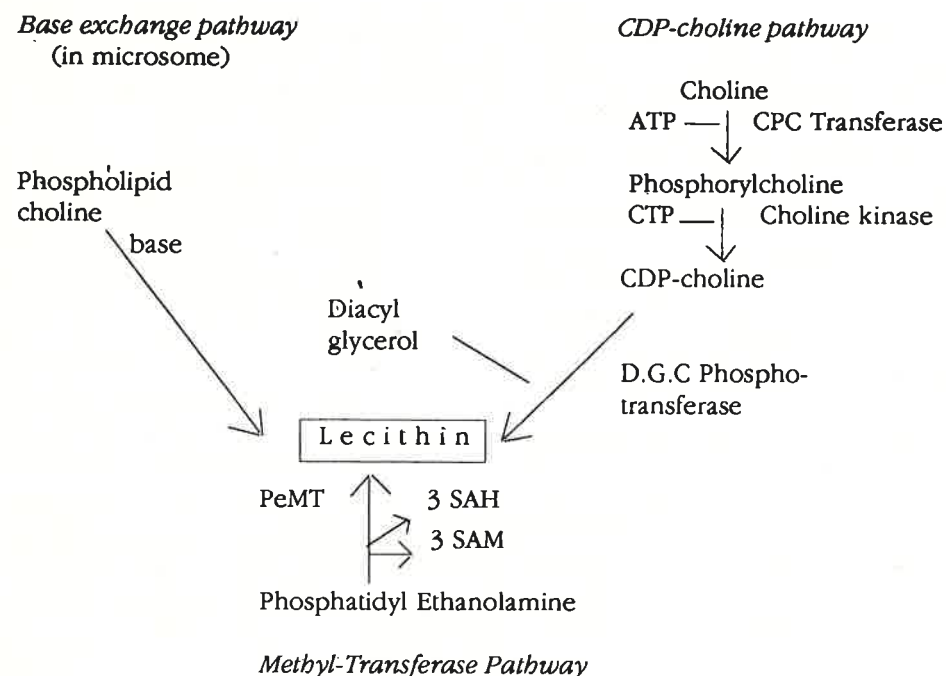 Base exchange pathway
(in microsome)
CDP-choline pathway
Choline
ATP
CPC Transferase
Phospholipid
choline
base
Phosphorylcholine
CTP
Choline kinase
CDP-choline
Diacyl
glycerol
D.G.C Phospho-
transferase
Lecithin
PeMT
3 SAH
3 SAM
Phosphatidyl Ethanolamine
Methyl-Transferase Pathway